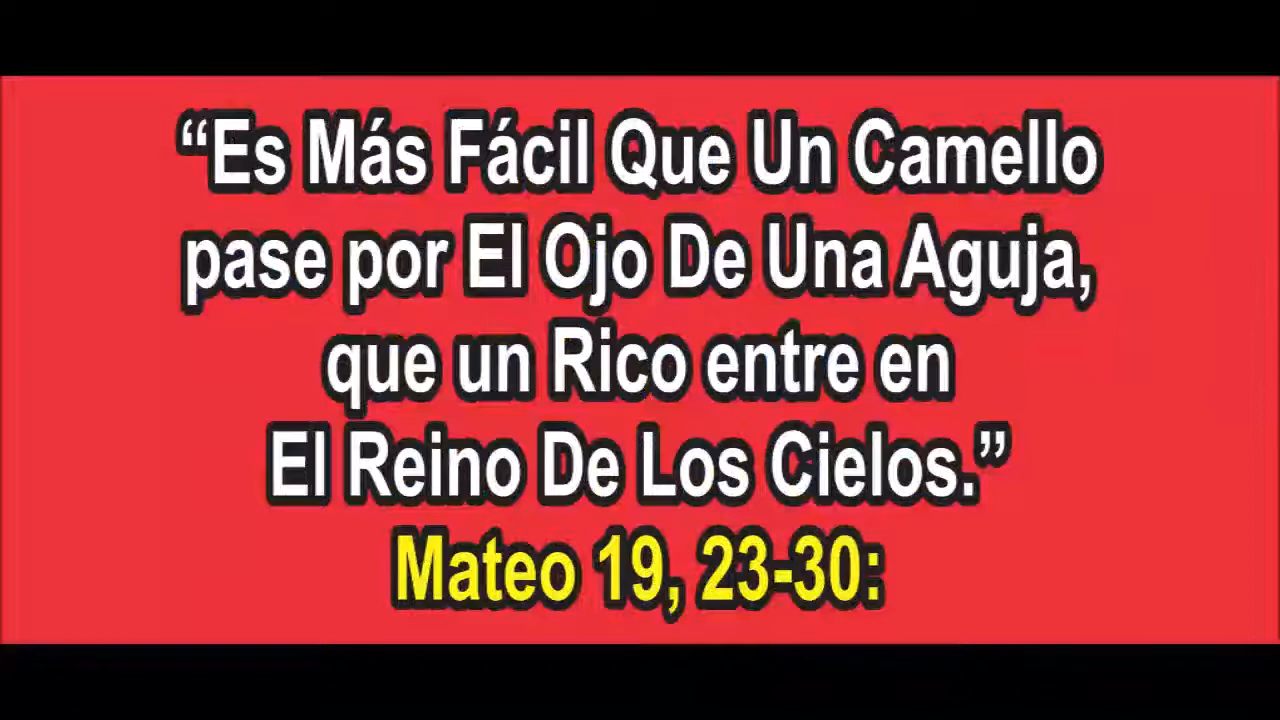 “Es Más Fácil Que Un Camello
pase por El Ojo De Una Aguja,
que un Rico entre en
El Reino De Los Cielos.”
Mateo 19, 23-30: